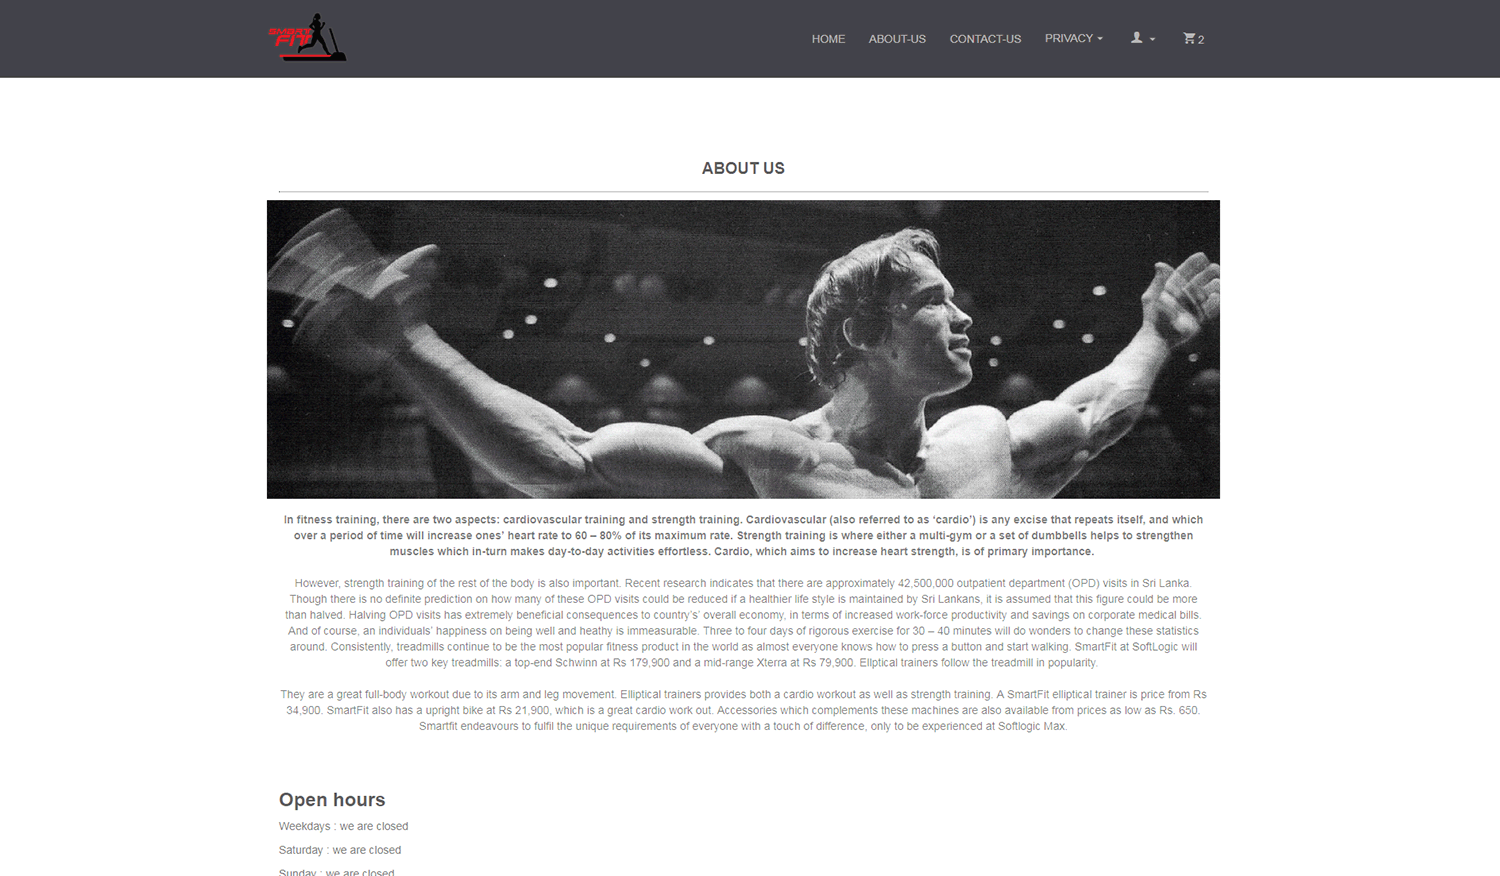 SMART
FIT
HOME ABOUT-US CONTACT-US PRIVACY 2
ABOUT US
In fitness training, there are two aspects: cardiovascular training and strength training. Cardiovascular (also referred to as ‘cardio’) is any excise that repeats itself, and which
over a period of time will increase ones’ heart rate to 60 – 80% of its maximum rate. Strength training is where either a multi-gym or a set of dumbbells helps to strengthen
muscles which in-turn makes day-to-day activities effortless. Cardio, which aims to increase heart strength, is of primary importance.
However, strength training of the rest of the body is also important. Recent research indicates that there are approximately 42,500,000 outpatient department (OPD) visits in Sri Lanka.
Though there is no definite prediction on how many of these OPD visits could be reduced if a healthier life style is maintained by Sri Lankans, it is assumed that this figure could be more
than halved. Halving OPD visits has extremely beneficial consequences to country’s’ overall economy, in terms of increased work-force productivity and savings on corporate medical bills.
And of course, an individuals’ happiness on being well and heathy is immeasurable. Three to four days of rigorous exercise for 30 – 40 minutes will do wonders to change these statistics
around. Consistently, treadmills continue to be the most popular fitness product in the world as almost everyone knows how to press a button and start walking. SmartFit at SoftLogic will
offer two key treadmills: a top-end Schwinn at Rs 179,900 and a mid-range Xterra at Rs 79,900. Ellptical trainers follow the treadmill in popularity.
They are a great full-body workout due to its arm and leg movement. Elliptical trainers provides both a cardio workout as well as strength training. A SmartFit elliptical trainer is price from Rs
34,900. SmartFit also has a upright bike at Rs 21,900, which is a great cardio work out. Accessories which complements these machines are also available from prices as low as Rs. 650.
Smartfit endeavours to fulfil the unique requirements of everyone with a touch of difference, only to be experienced at Softlogic Max.
Open hours
Weekdays : we are closed
Saturday : we are closed
Sunday : we are closed